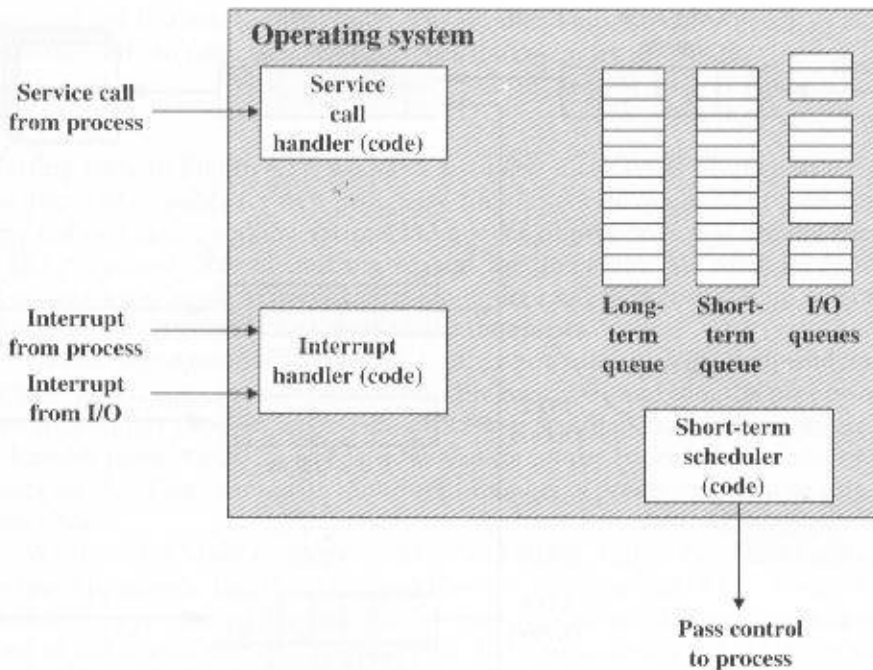 Operating system
Service call
from process
Service
call
handler (code)
Interrupt
from process
Interrupt
from I/O
Interrupt
handler (code)
Long-
term
queue
Short-
term
queue
I/O
queues
Short-term
scheduler
(code)
Pass control
to process